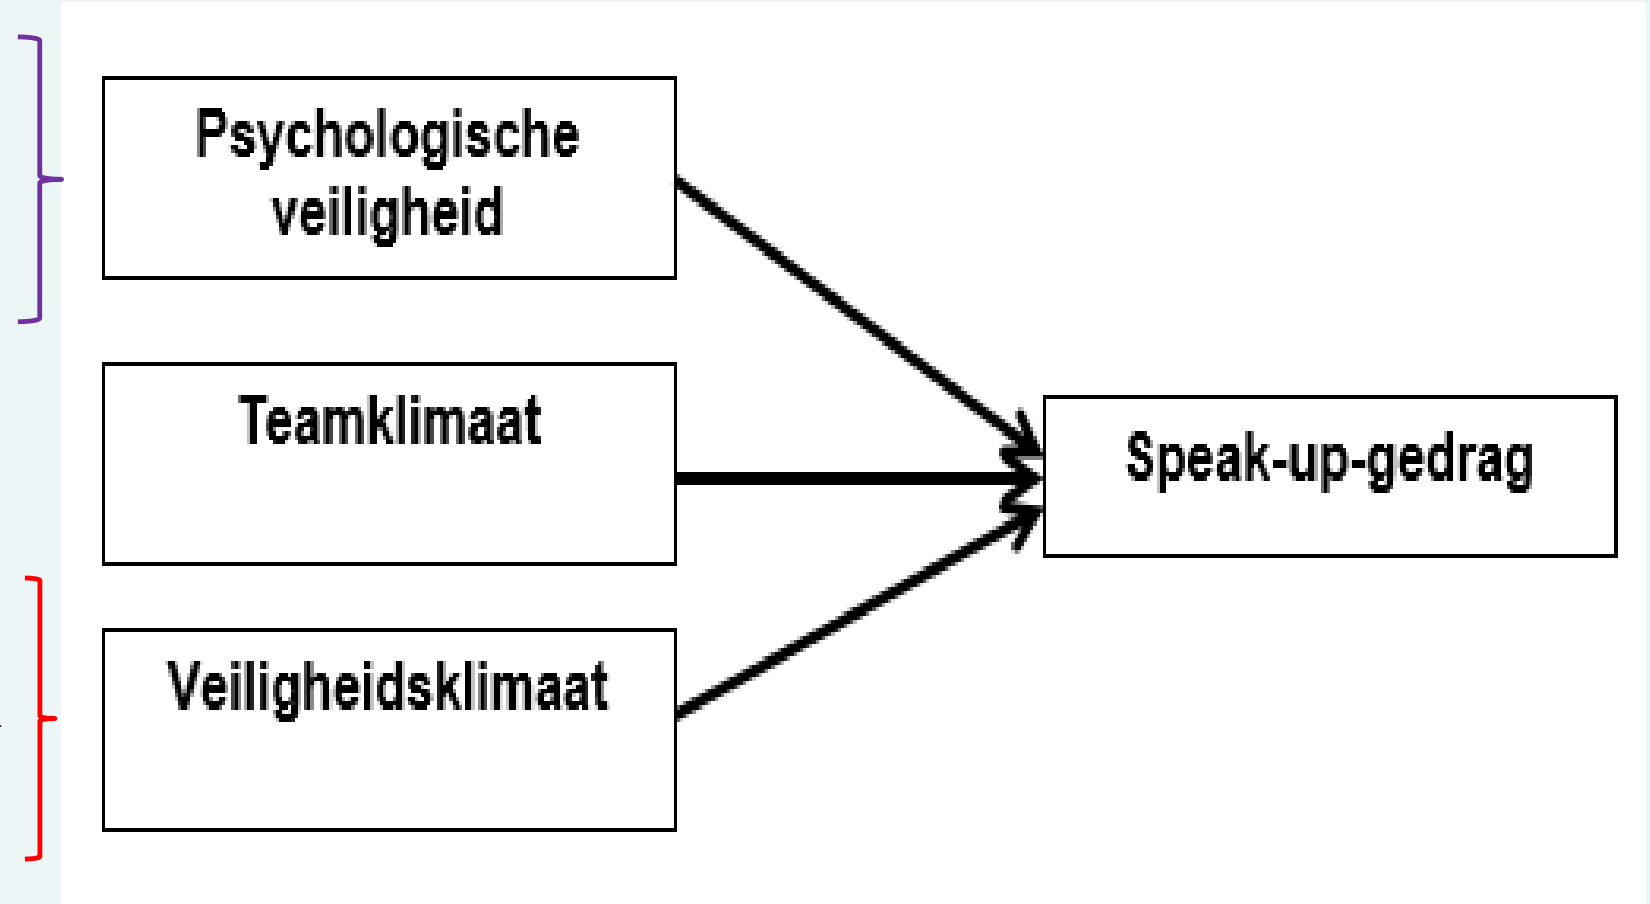 Psychologische
veiligheid
Teamklimaat
Speak-up-gedrag
Veiligheidsklimaat